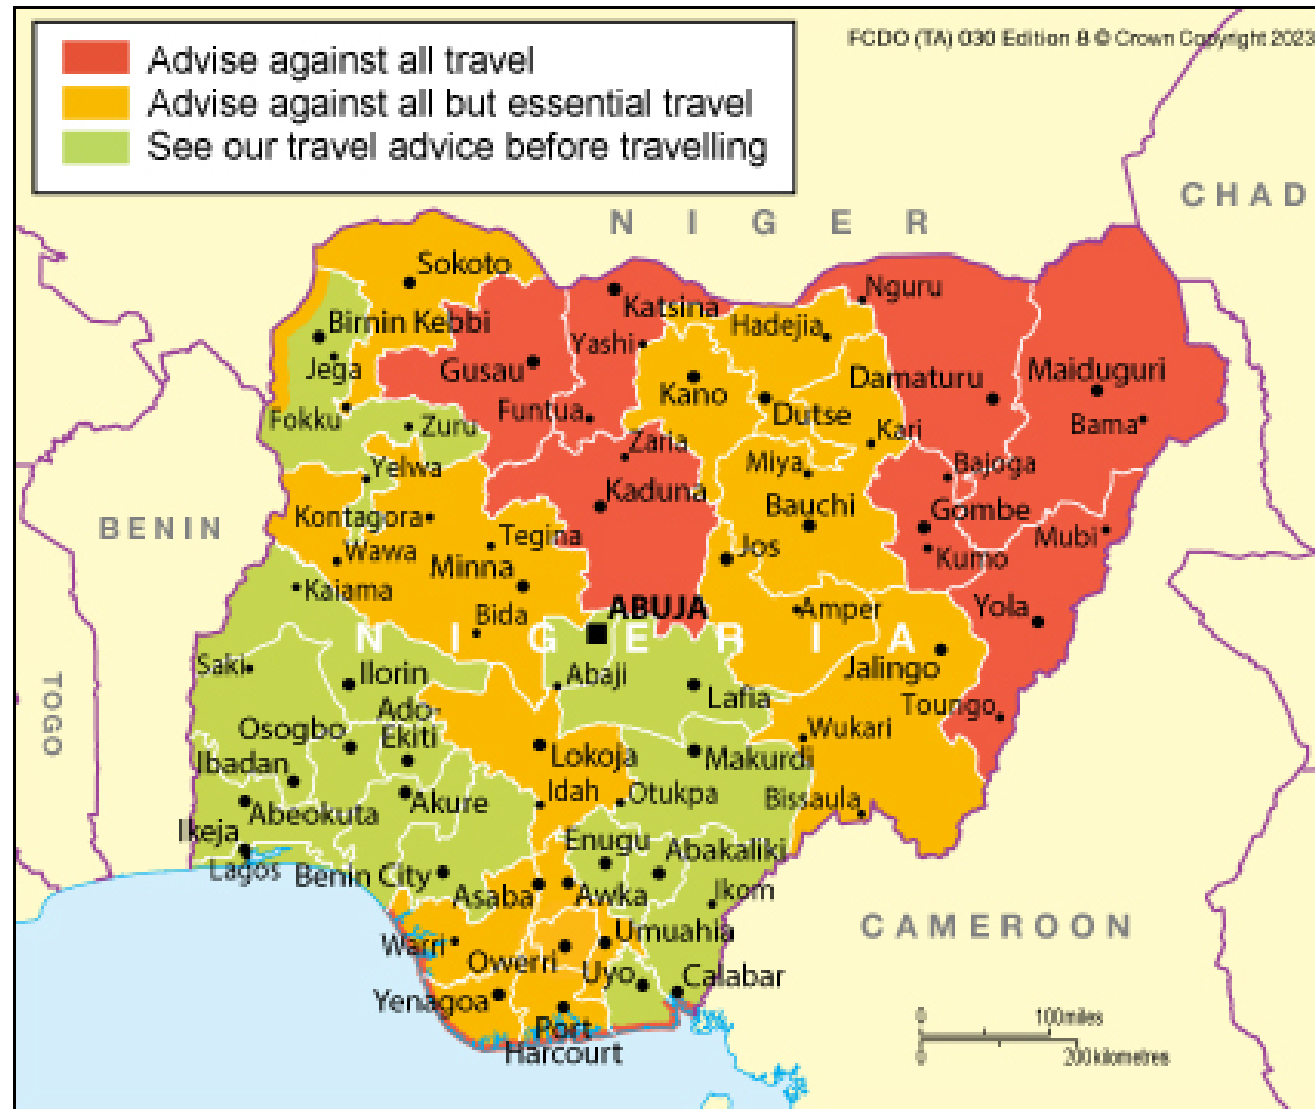 FCDO (TA) 030 Edition 8 © Crown Copyright 2023
Advise against all travel
Advise against all but essential travel
See our travel advice before travelling
CHAD
NIGER
Sokoto
Katsina
Nguru
Birnin Kebbi
Hadejia
Yashi
Jega
Gusau
Kano
Damaturu
Maiduguri
Fokku
Zuru
Funtua
Dutse
Kari
Bama
Zaria
Yelwa
Miya
Bajoga
Kaduna
Bauchi
Gombe
BENIN
Kontagora
Tegina
Mubi
Wawa
Minna
Jos
Kumo
Kaiama
Bida
ABUJA
Amper
Yola
NIGERIA
Saki
Ilorin
Abaji
Lafia
Jalingo
TOGO
Ado-
Ekiti
Toungo
Osogbo
Lokoja
Makurdi
Wukari
Ibadan
Idah
Otukpa
Bissaula
Abeokuta
Akure
Ikeja
Enugu
Abakaliki
Lagos
Benin City
Asaba
Awka
Ikom
CAMEROON
Warri
Owerri
Umuahia
Uyo
Calabar
Yenagoa
Port
Harcourt
0 100miles
0 200kilometres